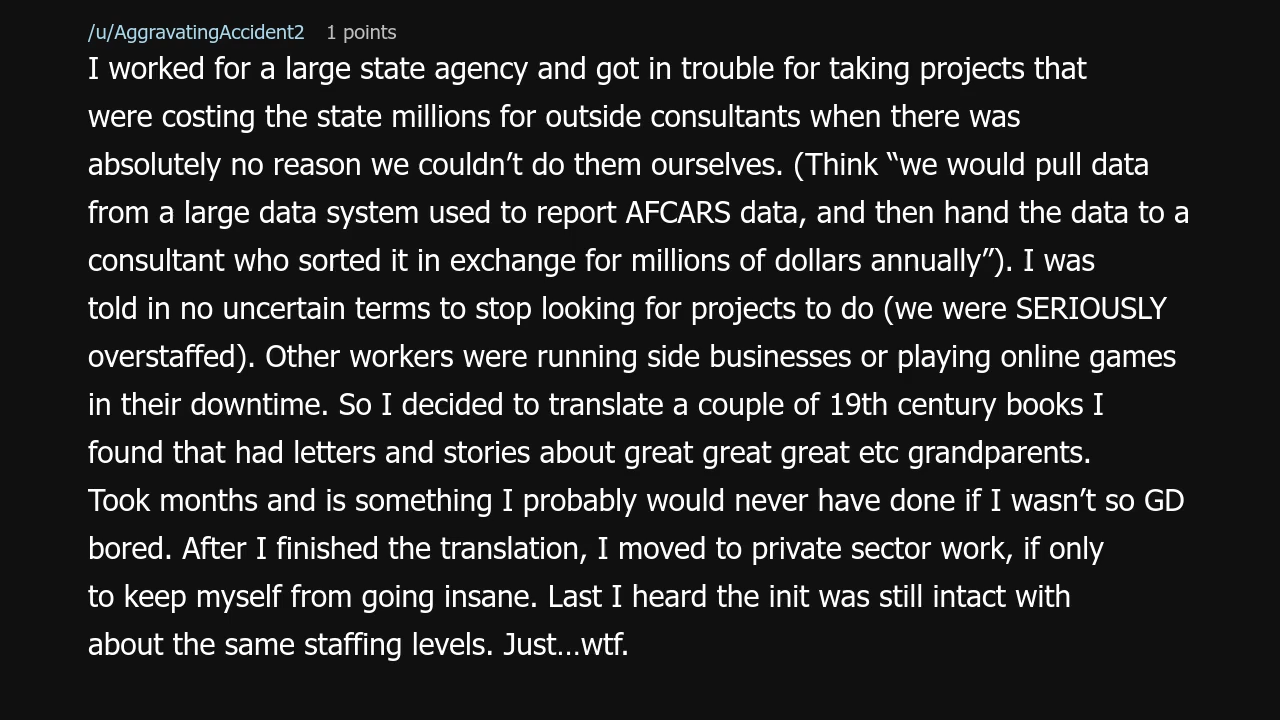 /u/AggravatingAccident2 1 points
I worked for a large state agency and got in trouble for taking projects that
were costing the state millions for outside consultants when there was
absolutely no reason we couldn’t do them ourselves. (Think “we would pull data
from a large data system used to report AFCARS data, and then hand the data to a
consultant who sorted it in exchange for millions of dollars annually”). I was
told in no uncertain terms to stop looking for projects to do (we were SERIOUSLY
overstaffed). Other workers were running side businesses or playing online games
in their downtime. So I decided to translate a couple of 19th century books I
found that had letters and stories about great great great etc grandparents.
Took months and is something I probably would never have done if I wasn’t so GD
bored. After I finished the translation, I moved to private sector work, if only
to keep myself from going insane. Last I heard the init was still intact with
about the same staffing levels. Just…wtf.